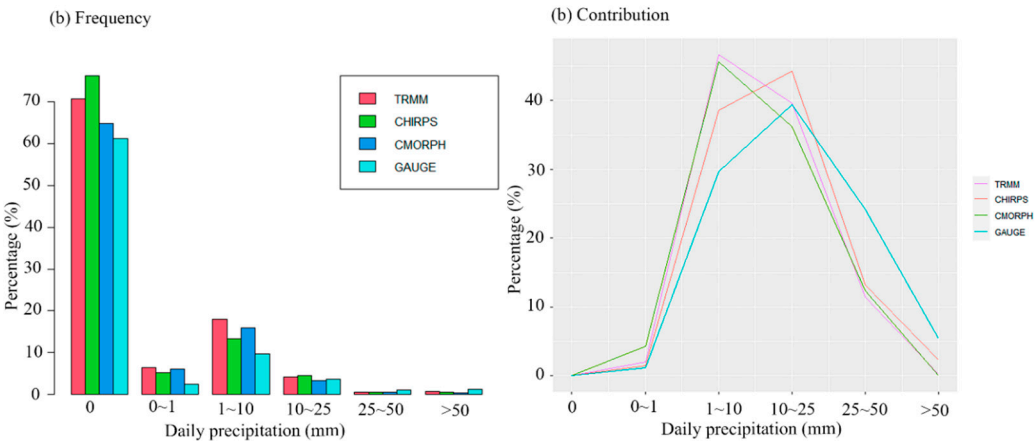 (b) Frequency
Percentage (%)
70
60
50
40
30
20
10
0
TRMM
CHIRPS
CMORPH
GAUGE
0 0~1 1~10 10~25 25~50 >50
Daily precipitation (mm)
(b) Contribution
Percentage (%)
40
30
20
10
0
TRMM
CHIRPS
CMORPH
GAUGE
0 0~1 1~10 10~25 25~50 >50
Daily precipitation (mm)